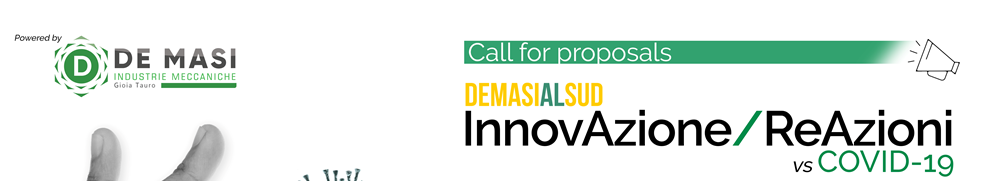 Powered by
D
DE MASI
INDUSTRIE MECCANICHE
Gioia Tauro
Call for proposals
DEMASIALSUD
InnovAzione/ReAzioni
vs COVID-19